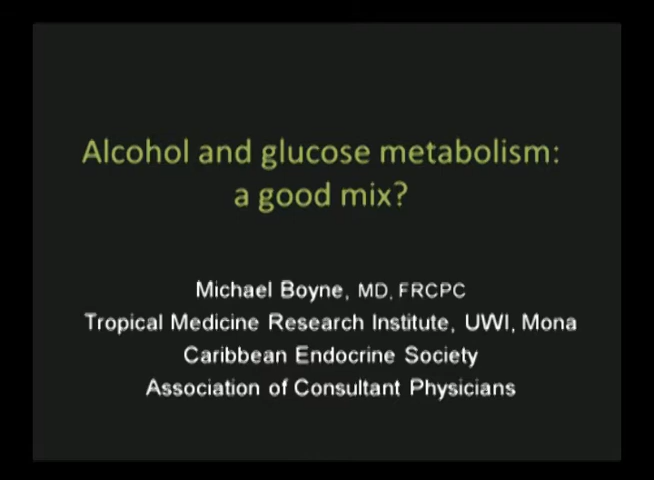 Alcohol and glucose metabolism:
a good mix?
Michael Boyne, MD, FRCPC
Tropical Medicine Research Institute, UWI, Mona
Caribbean Endocrine Society
Association of Consultant Physicians